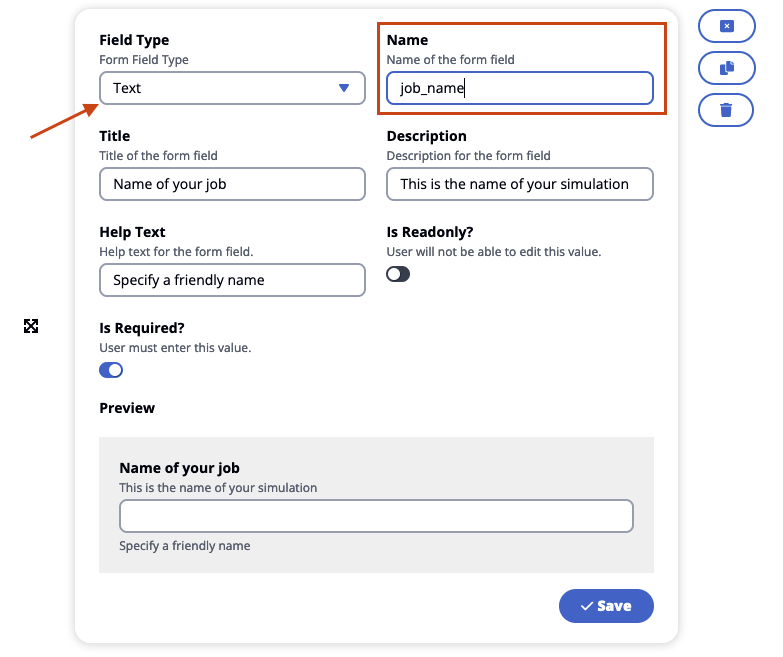 Field Type
Form Field Type
Text
Name
Name of the form field
job_name
Title
Title of the form field
Name of your job
Description
Description for the form field
This is the name of your simulation
Help Text
Help text for the form field.
Specify a friendly name
Is Readonly?
User will not be able to edit this value.
Is Required?
User must enter this value.
Preview
Name of your job
This is the name of your simulation
Specify a friendly name
Save